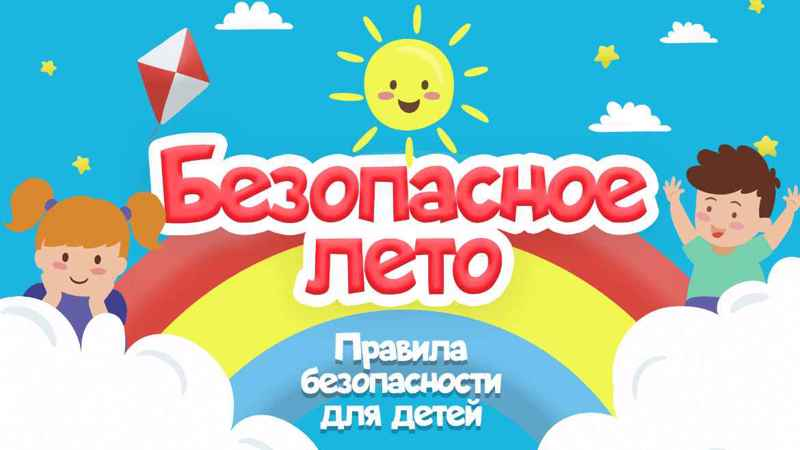 Безопасное
лето
Правила
безопасности
для детей